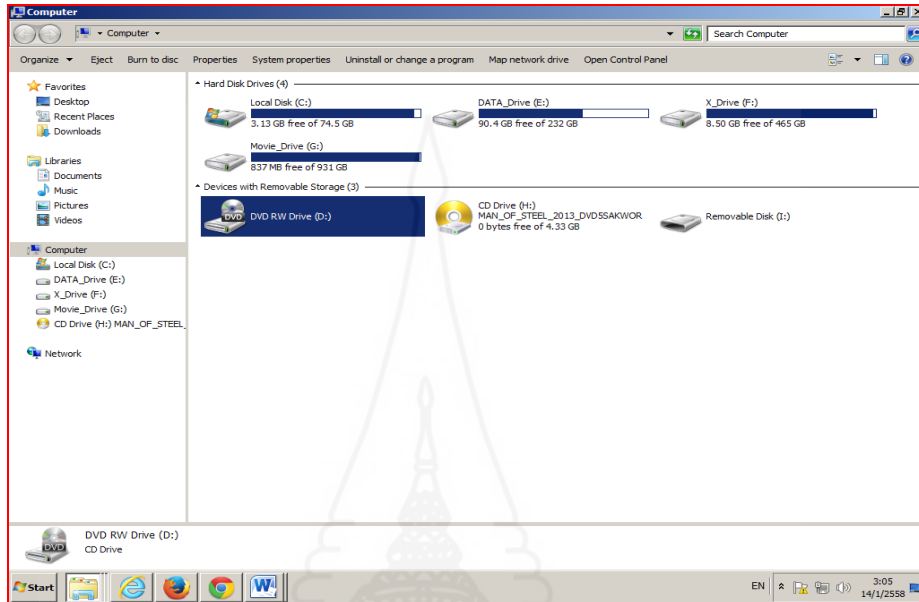 Computer
Computer
Search Computer
Organize Eject Burn to disc Properties System properties Uninstall or change a program Map network drive Open Control Panel
Favorites
Desktop
Recent Places
Downloads
Libraries
Documents
Music
Pictures
Videos
Computer
Local Disk (C:)
DATA_Drive (E:)
X_Drive (F:)
Movie_Drive (G:)
CD Drive (H:) MAN_OF_STEEL_
Network
Hard Disk Drives (4)
Local Disk (C:)
3.13 GB free of 74.5 GB
DATA_Drive (E:)
90.4 GB free of 232 GB
X_Drive (F:)
8.50 GB free of 465 GB
Movie_Drive (G:)
837 MB free of 931 GB
Devices with Removable Storage (3)
DVD RW Drive (D:)
CD Drive (H:)
MAN_OF_STEEL_2013_DVD5SAKWOR
0 bytes free of 4.33 GB
Removable Disk (I:)
DVD RW Drive (D:)
CD Drive
Start
EN
3:05
14/1/2558